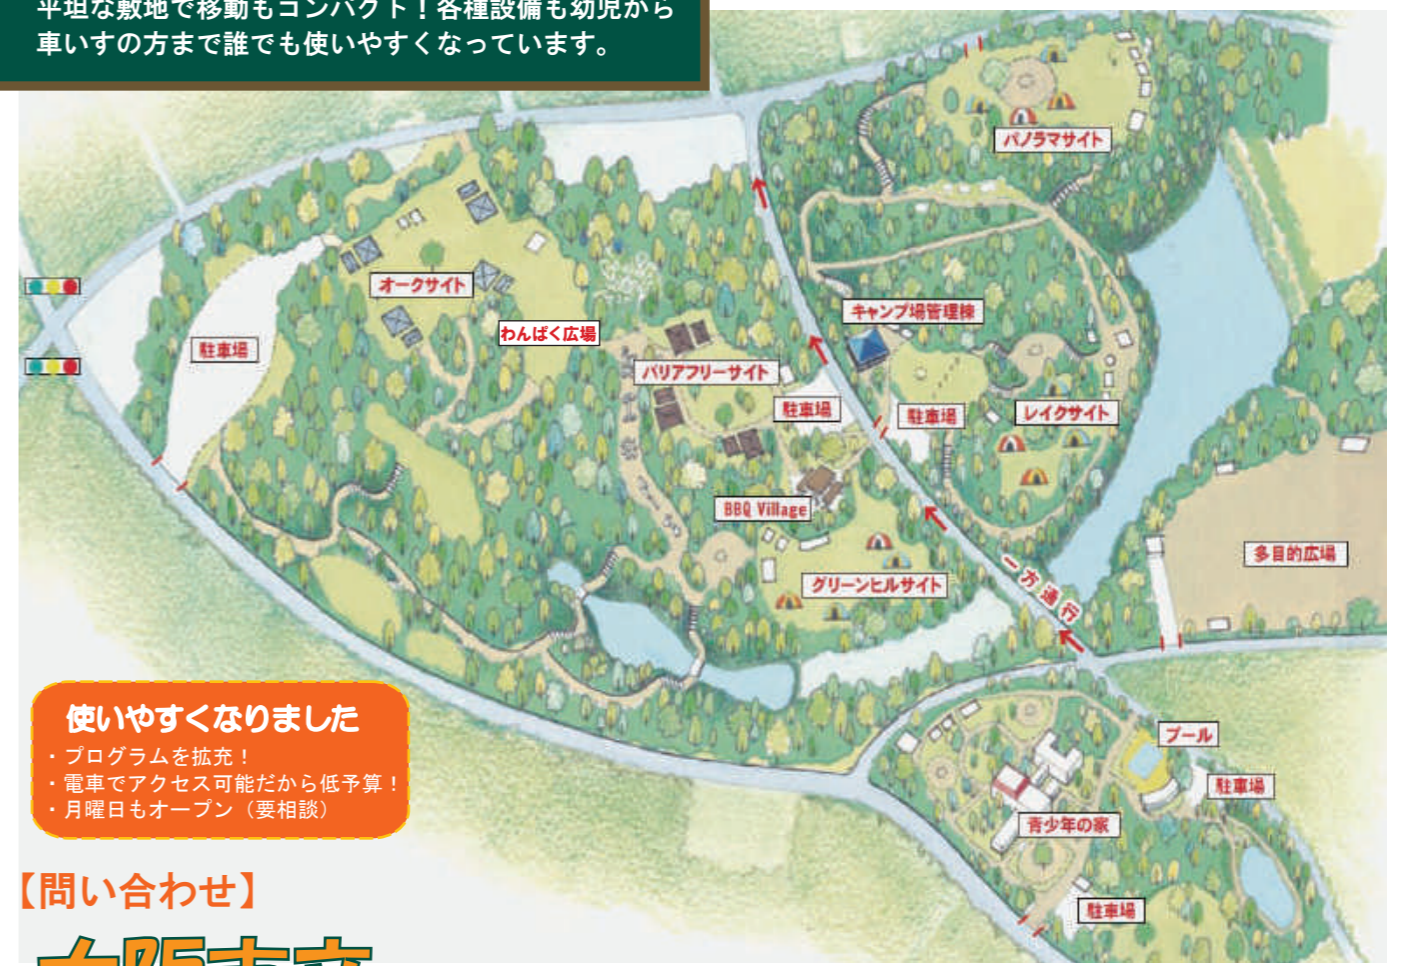 平坦な敷地で移動もコンパクト！各種設備も幼児から
車いすの方まで誰でも使いやすくなっています。
パノラマサイト
オークサイト
キャンプ場管理棟
わんぱく広場
駐車場
バリアフリーサイト
駐車場
駐車場
レイクサイト
BBQ Village
多目的広場
グリーンヒルサイト
一方通行
プール
駐車場
青少年の家
駐車場
使いやすくなりました
・プログラムを拡充！
・電車でアクセス可能だから低予算！
・月曜日もオープン（要相談）
【問い合わせ】
大阪市立